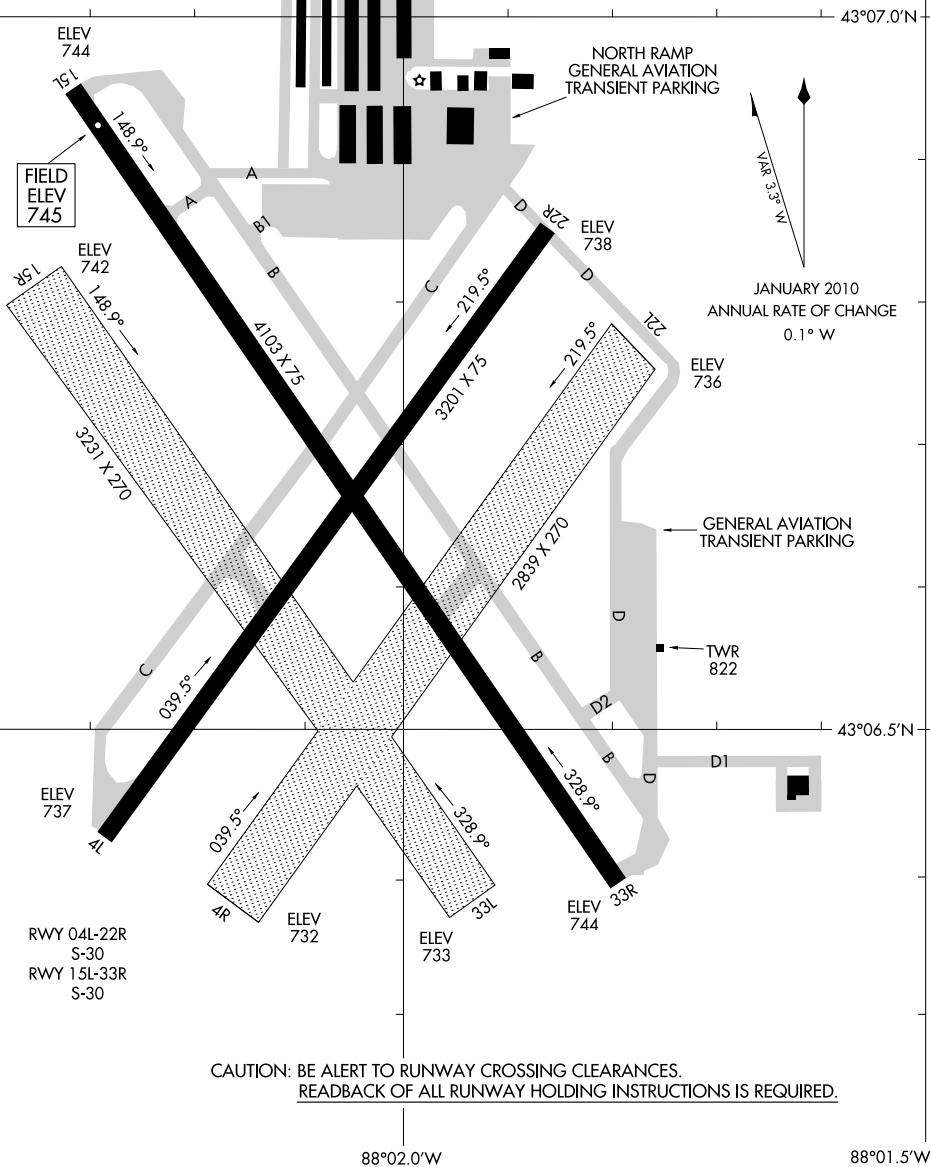 43°07.0'N
ELEV
744
15L
NORTH RAMP
GENERAL AVIATION
TRANSIENT PARKING
148.9°
VAR 3.3° W
FIELD
ELEV
745
A
A
D
22R
ELEV
738
B1
ELEV
742
15R
B
D
C
219.5°
148.9°
JANUARY 2010
ANNUAL RATE OF CHANGE
0.1° W
22L
219.5°
4103 X 75
ELEV
736
3201 X 75
3231 X 270
GENERAL AVIATION
TRANSIENT PARKING
2839 X 270
D
TWR
822
B
C
039.5°
D2
43°06.5'N
B
D
D1
328.9°
ELEV
737
039.5°
328.9°
4L
4R
ELEV
732
33L
ELEV
733
ELEV
744
33R
RWY 04L-22R
S-30
RWY 15L-33R
S-30
CAUTION: BE ALERT TO RUNWAY CROSSING CLEARANCES.
READBACK OF ALL RUNWAY HOLDING INSTRUCTIONS IS REQUIRED.
88°02.0'W
88°01.5'W